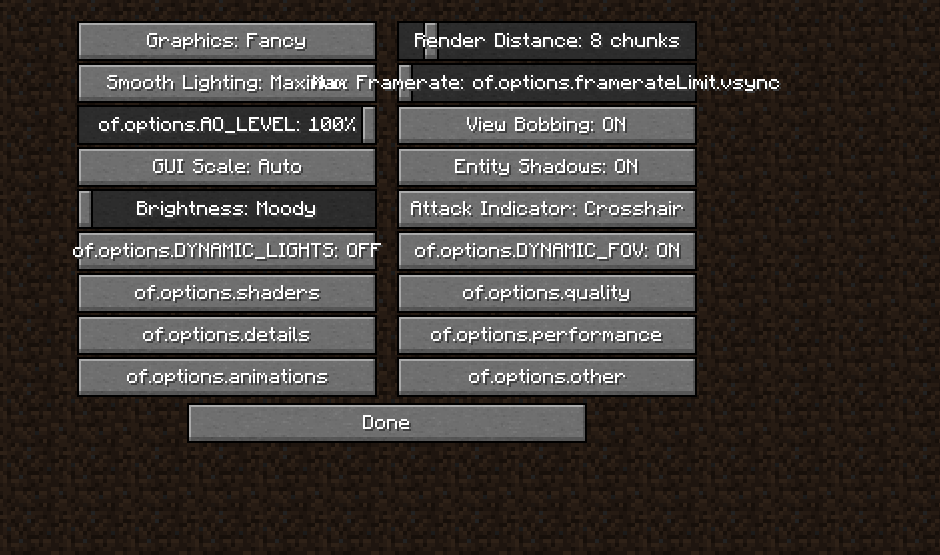 Graphics: Fancy
Render Distance: 8 chunks
Smooth Lighting: Maximum
Max Framerate: of.options.framerateLimit.vsync
of.options.AO_LEVEL: 100%
View Bobbing: ON
GUI Scale: Auto
Entity Shadows: ON
Brightness: Moody
Attack Indicator: Crosshair
of.options.DYNAMIC_LIGHTS: OFF
of.options.DYNAMIC_FOV: ON
of.options.shaders
of.options.quality
of.options.details
of.options.performance
of.options.animations
of.options.other
Done